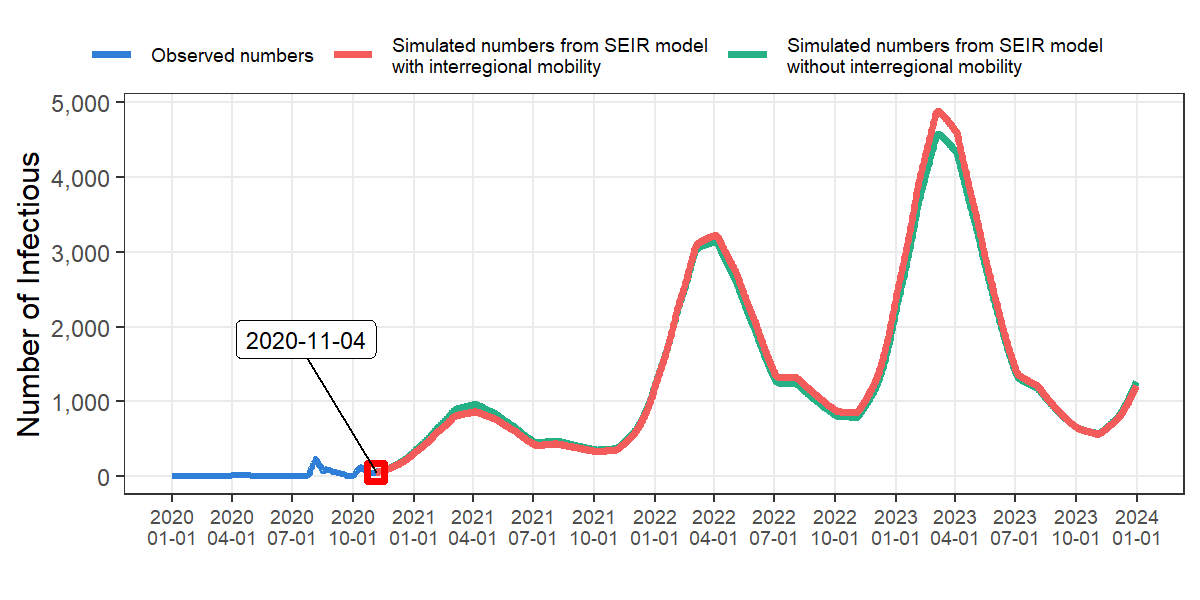 Observed numbers
Simulated numbers from SEIR model
with interregional mobility
Simulated numbers from SEIR model
without interregional mobility
Number of Infectious
5,000
4,000
3,000
2,000
1,000
0
2020-11-04
2020 2020 2020 2020 2021 2021 2021 2021 2022 2022 2022 2022 2023 2023 2023 2023 2024
01-01 04-01 07-01 10-01 01-01 04-01 07-01 10-01 01-01 04-01 07-01 10-01 01-01 04-01 07-01 10-01 01-01